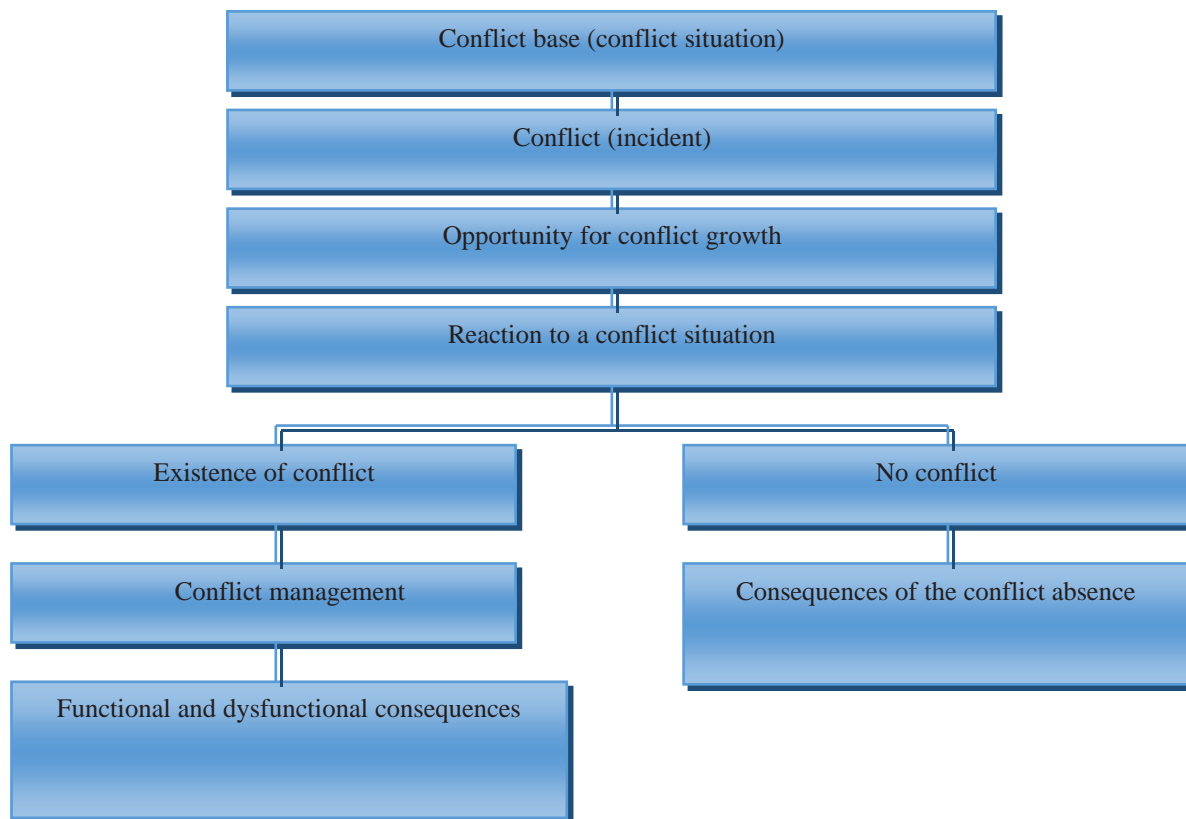 Conflict base (conflict situation)
Conflict (incident)
Opportunity for conflict growth
Reaction to a conflict situation
Existence of conflict
No conflict
Conflict management
Consequences of the conflict absence
Functional and dysfunctional consequences